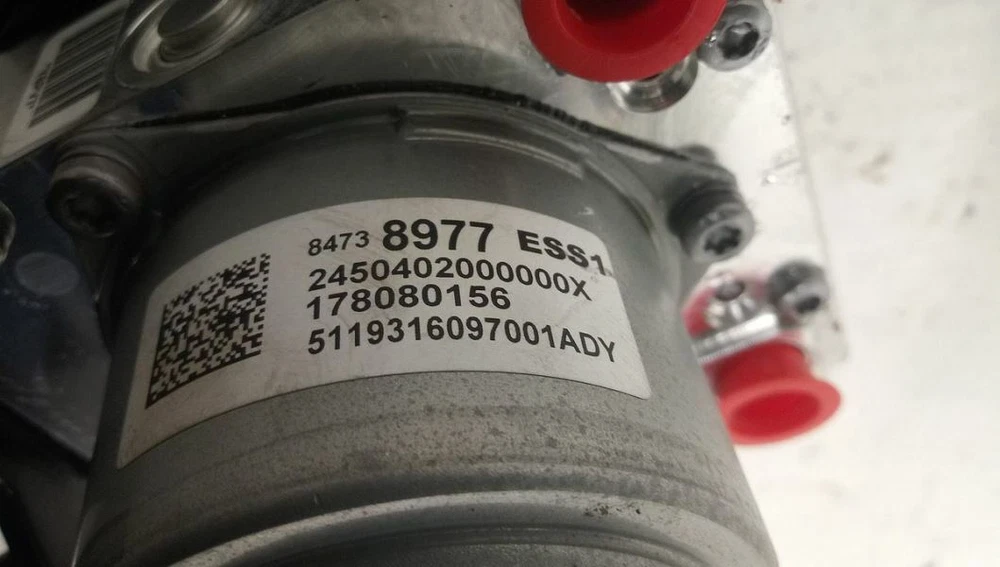 8473 8977 ESS1
2450402000000X
178080156
5119316097001ADY